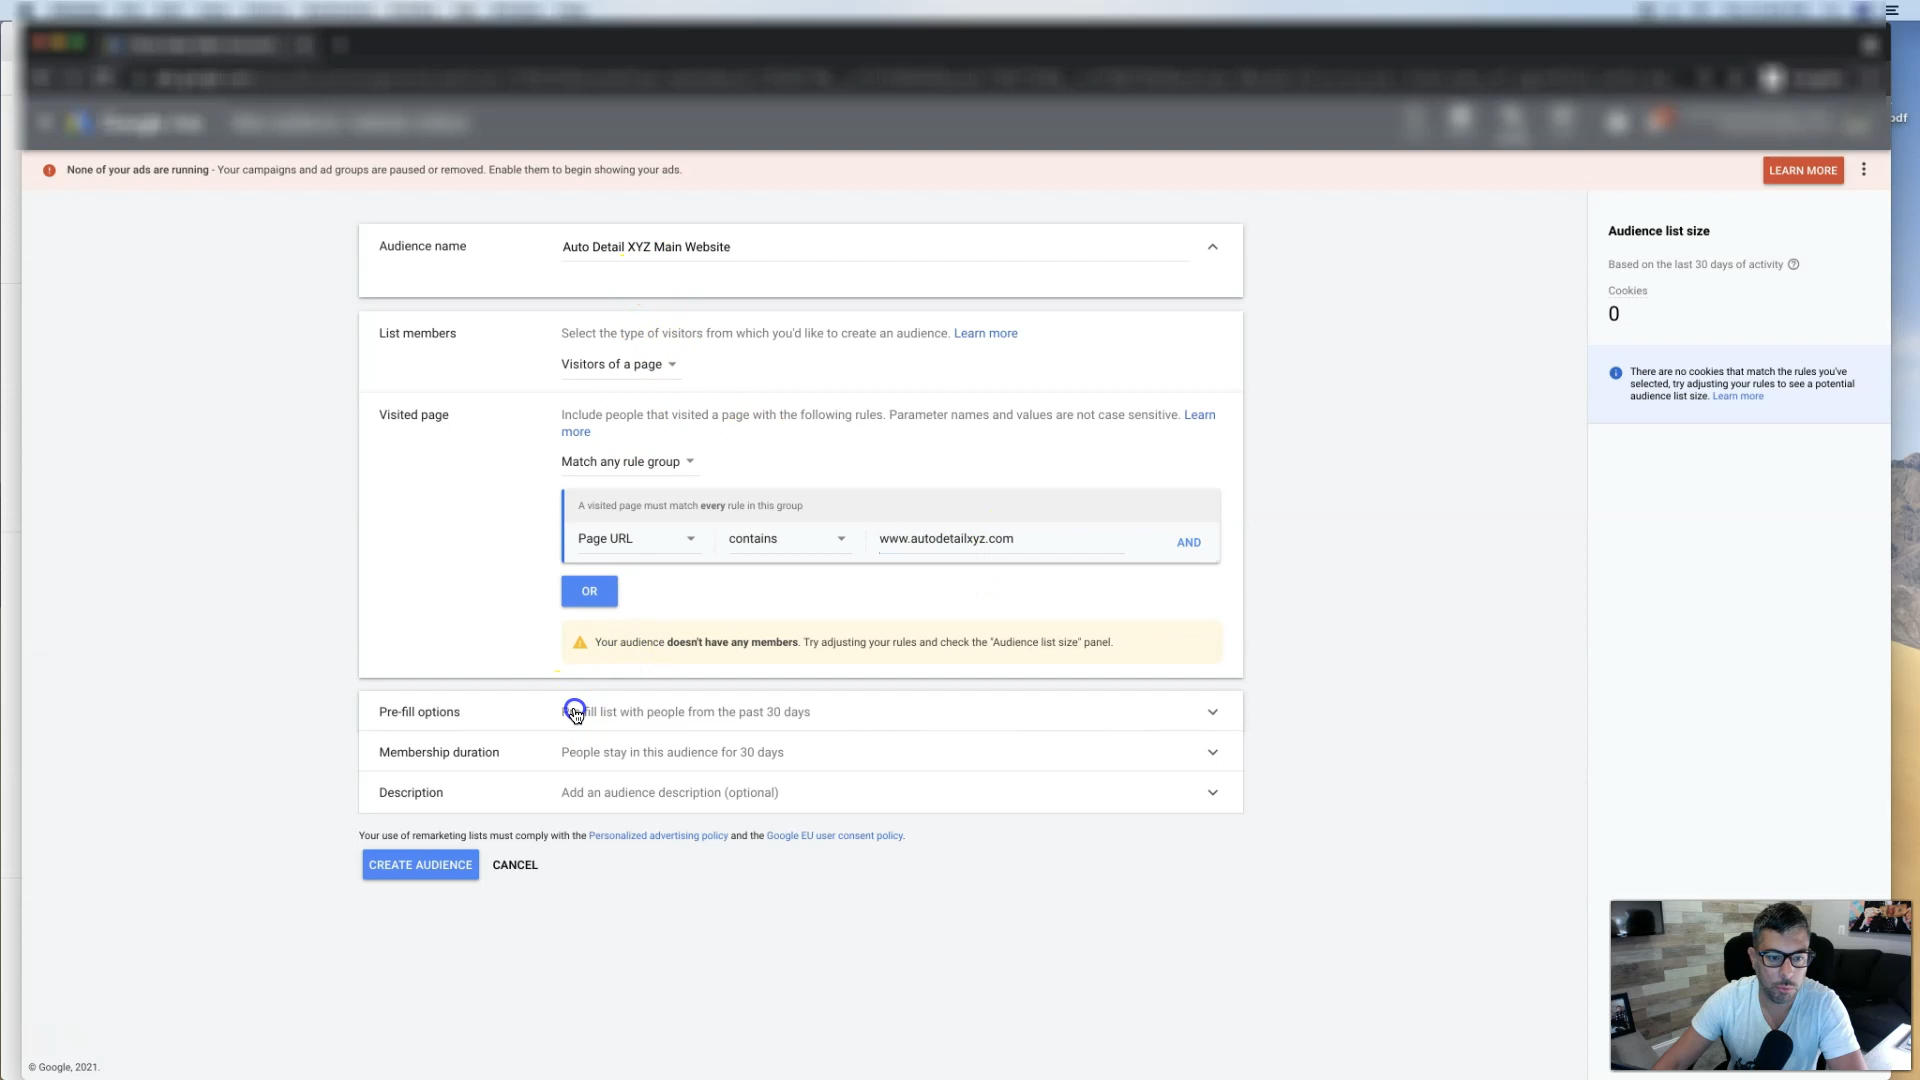 pdf
None of your ads are running - Your campaigns and ad groups are paused or removed. Enable them to begin showing your ads.
LEARN MORE
Audience name
Auto Detail XYZ Main Website
List members
Select the type of visitors from which you'd like to create an audience. Learn more
Visitors of a page
Visited page
Include people that visited a page with the following rules. Parameter names and values are not case sensitive. Learn
more
Match any rule group
A visited page must match every rule in this group
Page URL
contains
www.autodetailxyz.com
AND
OR
Your audience doesn't have any members. Try adjusting your rules and check the "Audience list size" panel.
Pre-fill options
fill list with people from the past 30 days
Membership duration
People stay in this audience for 30 days
Description
Add an audience description (optional)
Your use of remarketing lists must comply with the Personalized advertising policy and the Google EU user consent policy.
CREATE AUDIENCE
CANCEL
Audience list size
Based on the last 30 days of activity
Cookies
0
There are no cookies that match the rules you've
selected, try adjusting your rules to see a potential
audience list size. Learn more
© Google, 2021.